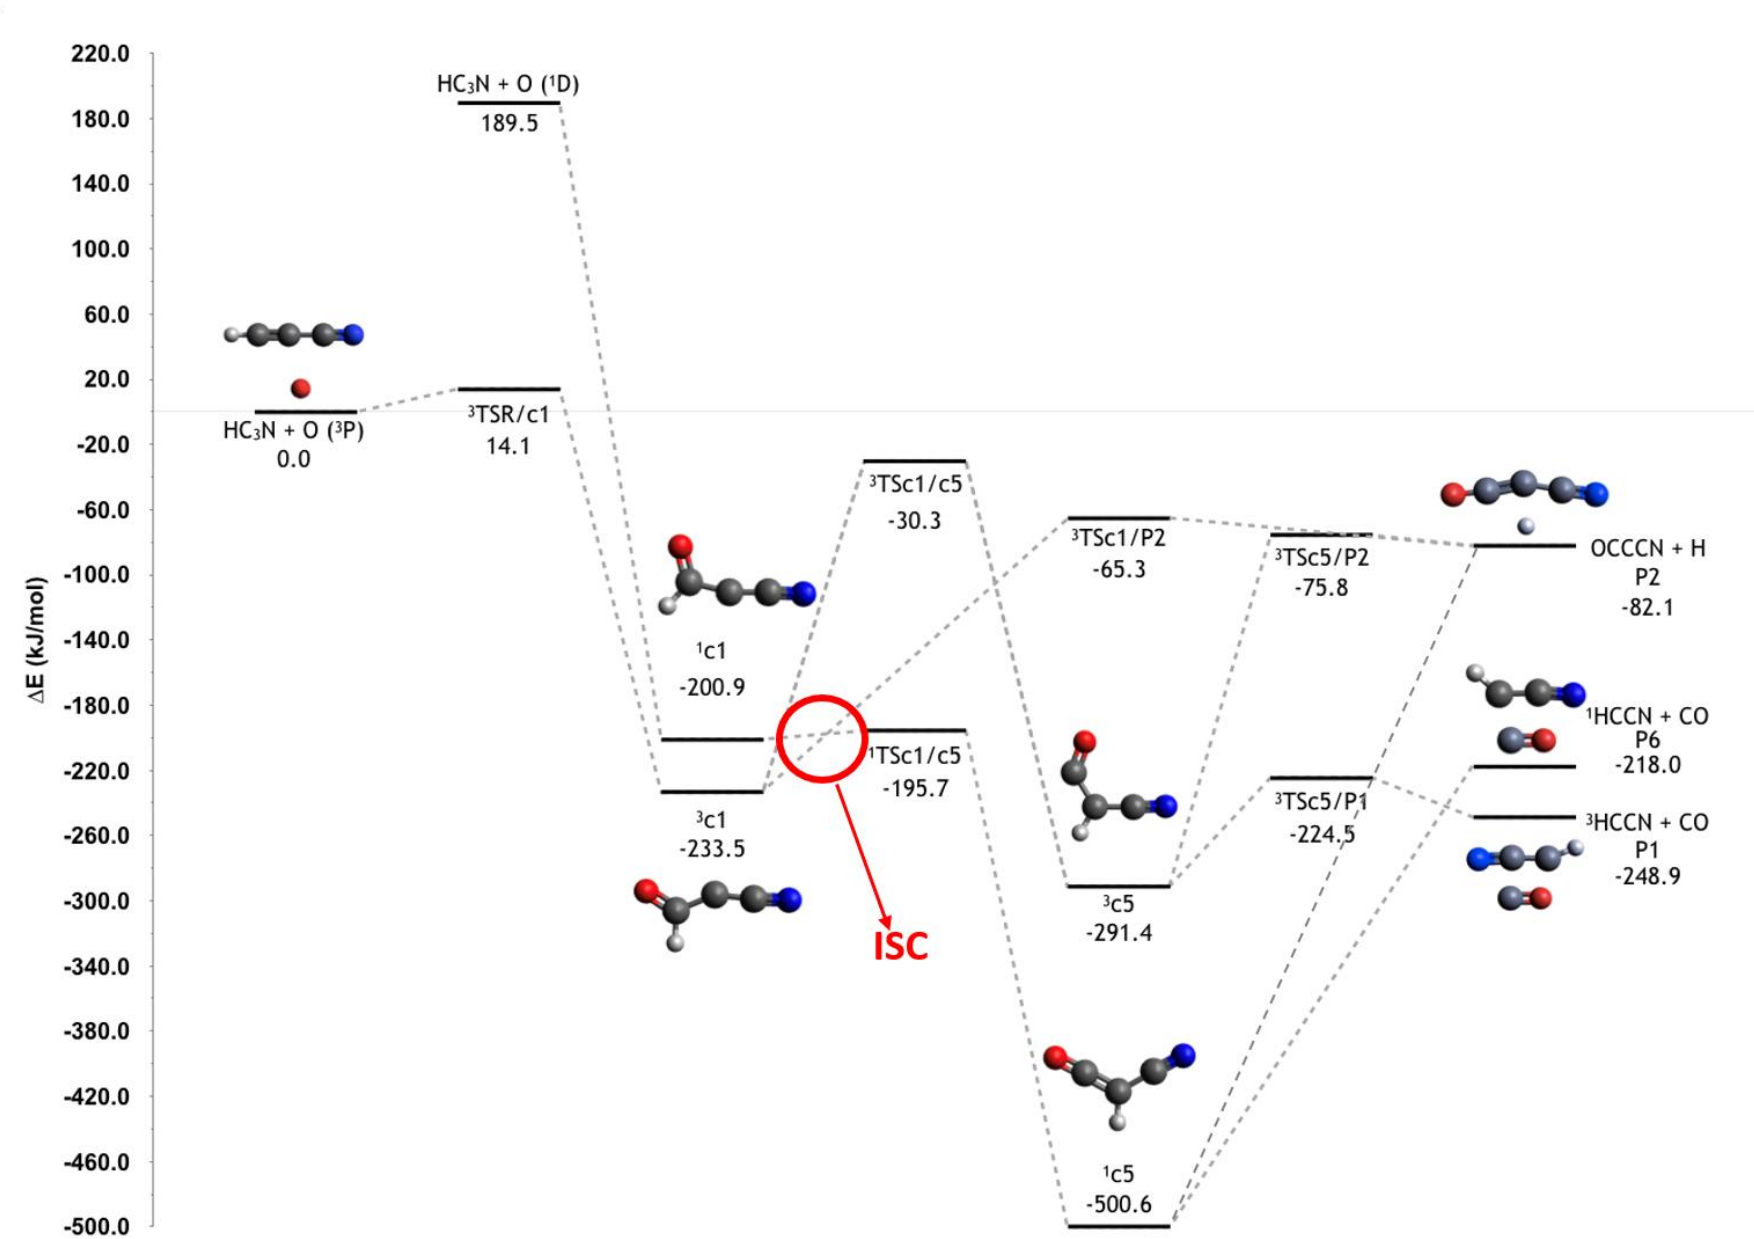 220.0
180.0
140.0
100.0
60.0
20.0
-20.0
-60.0
-100.0
-140.0
-180.0
-220.0
-260.0
-300.0
-340.0
-380.0
-420.0
-460.0
-500.0
ΔE (kJ/mol)
HC₃N + O (³P)
0.0
HC₃N + O (¹D)
189.5
³TSR/c1
14.1
¹c1
-200.9
³c1
-233.5
³TSc1/c5
-30.3
¹TSc1/c5
-195.7
ISC
³TSc1/P2
-65.3
³c5
-291.4
¹c5
-500.6
³TSc5/P2
-75.8
³TSc5/P1
-224.5
OCCCN + H
P2
-82.1
¹HCCN + CO
P6
-218.0
³HCCN + CO
P1
-248.9